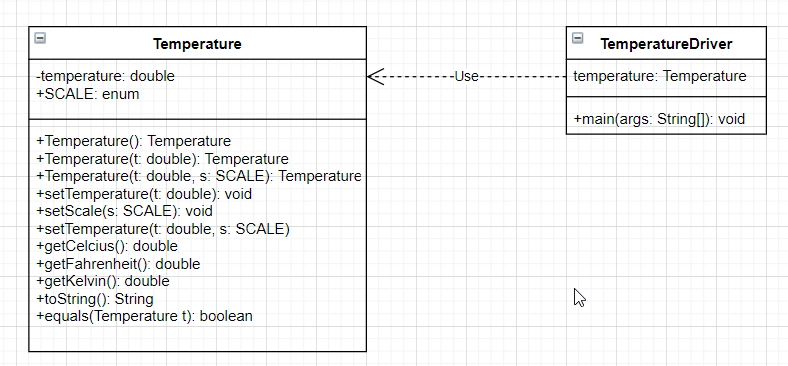 Temperature
-temperature: double
+SCALE: enum
+Temperature(): Temperature
+Temperature(t: double): Temperature
+Temperature(t: double, s: SCALE): Temperature
+setTemperature(t: double): void
+setScale(s: SCALE): void
+setTemperature(t: double, s: SCALE)
+getCelcius(): double
+getFahrenheit(): double
+getKelvin(): double
+toString(): String
+equals(Temperature t): boolean
Use
TemperatureDriver
temperature: Temperature
+main(args: String[]): void